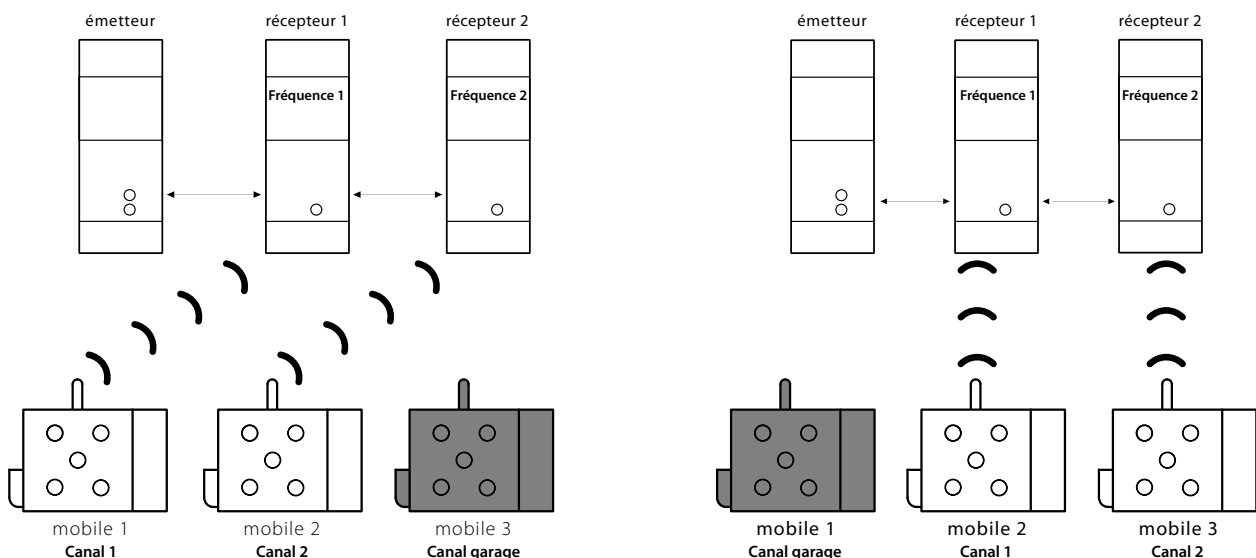 émetteur récepteur 1 récepteur 2
Fréquence 1 Fréquence 2
mobile 1 mobile 2 mobile 3
Canal 1 Canal 2 Canal garage
émetteur récepteur 1 récepteur 2
Fréquence 1 Fréquence 2
mobile 1 mobile 2 mobile 3
Canal garage Canal 1 Canal 2